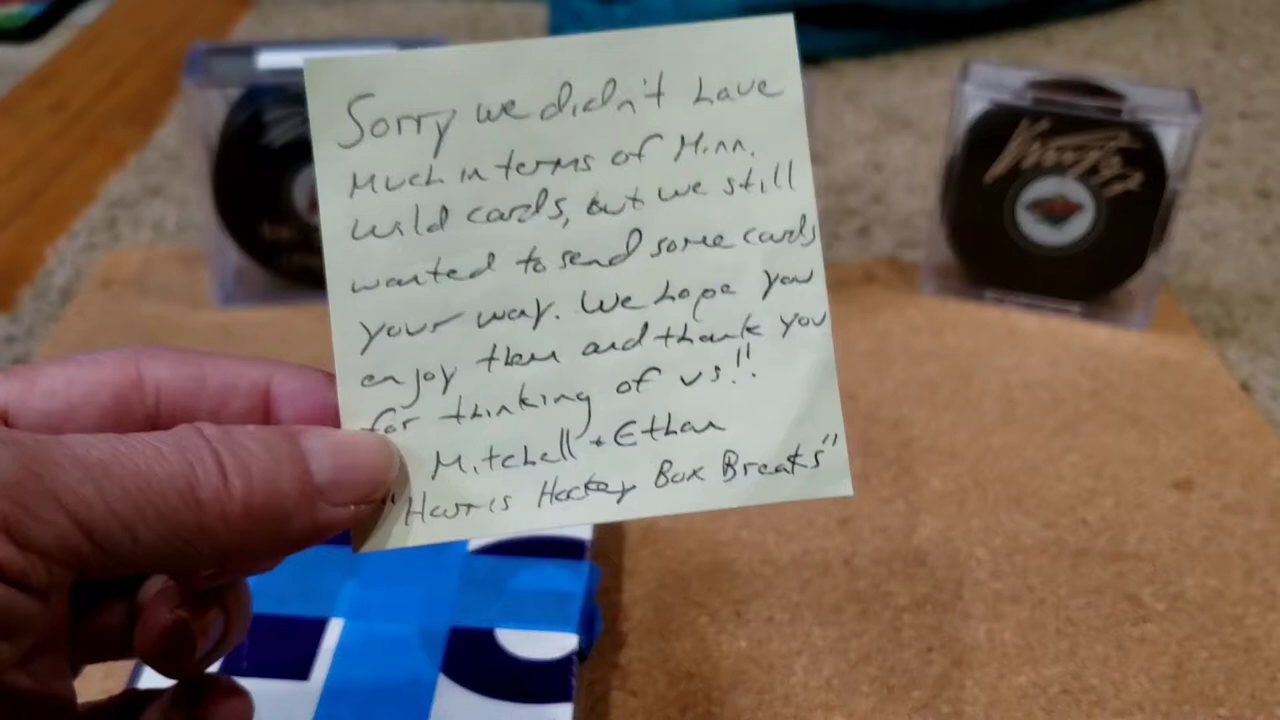 Sorry we didn't have
Much in terms of Minn.
Wild cards, but we still
wanted to send some cards
your way. We hope you
enjoy them and thank you
for thinking of us!!
Mitchell + Ethan
"Harris Hockey Box Breaks"